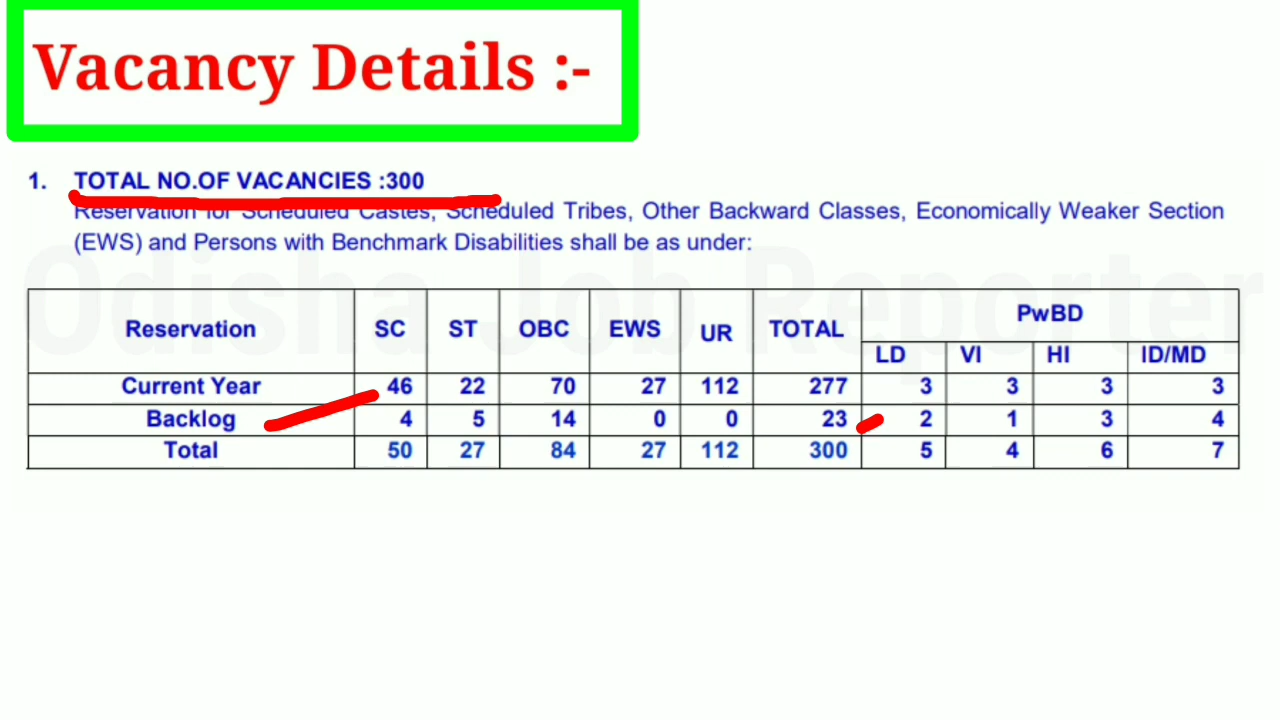 Vacancy Details :-
1. TOTAL NO.OF VACANCIES :300
Reservation for Scheduled Castes, Scheduled Tribes, Other Backward Classes, Economically Weaker Section
(EWS) and Persons with Benchmark Disabilities shall be as under:
Odisha Job Reporter
Reservation SC ST OBC EWS UR TOTAL PwBD
LD VI HI ID/MD
Current Year 46 22 70 27 112 277 3 3 3 3
Backlog 4 5 14 0 0 23 2 1 3 4
Total 50 27 84 27 112 300 5 4 6 7